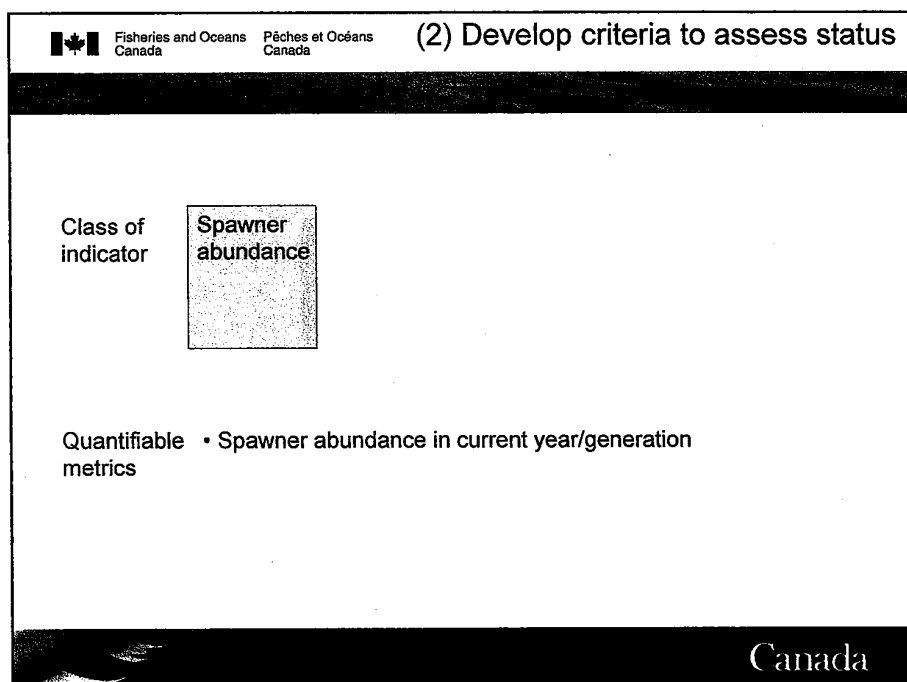 Fisheries and Oceans
Canada
Pêches et Océans
Canada
(2) Develop criteria to assess status
Class of
indicator
Spawner
abundance
Quantifiable
metrics
• Spawner abundance in current year/generation
Canada